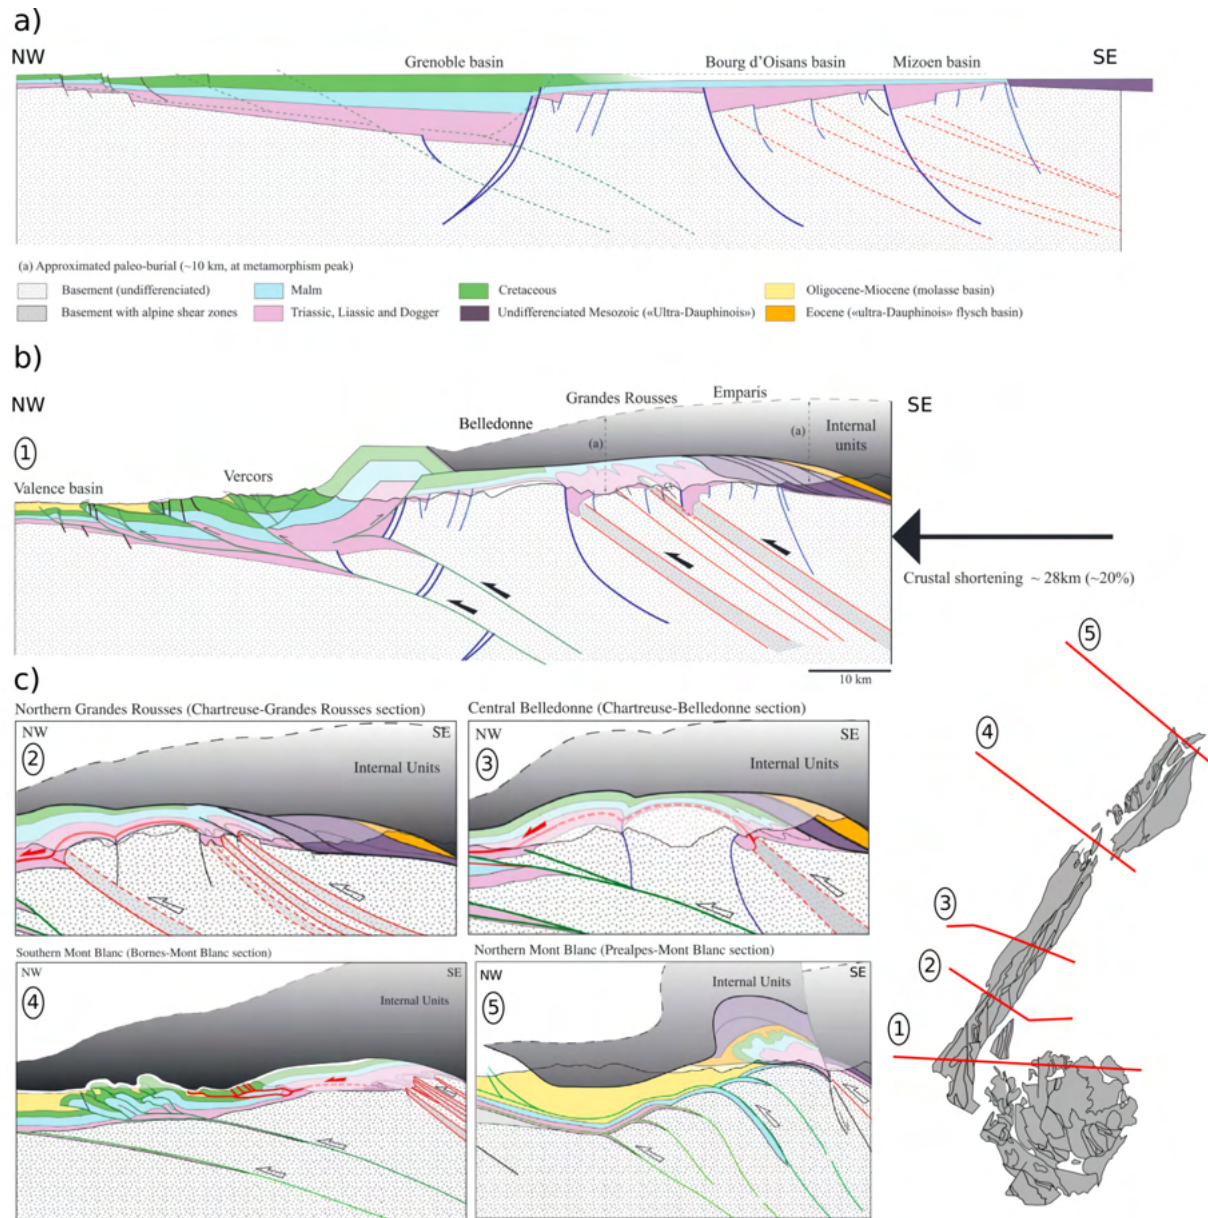 a)
NW
Grenoble basin
Bourg d'Oisans basin
Mizoen basin
SE
(a) Approximated paleo-burial (~10 km, at metamorphism peak)
Basement (undifferenciated)
Malm
Cretaceous
Oligocene-Miocene (molasse basin)
Basement with alpine shear zones
Triassic, Liassic and Dogger
Undifferenciated Mesozoic («Ultra-Dauphinois»)
Eocene («ultra-Dauphinois» flysch basin)
b)
NW
SE
1
Valence basin
Vercors
Belledonne
Grandes Rousses
Emparis
(a)
(a)
Internal
units
Crustal shortening ~ 28km (~20%)
10 km
c)
Northern Grandes Rousses (Chartreuse-Grandes Rousses section)
NW
SE
2
Internal Units
Central Belledonne (Chartreuse-Belledonne section)
NW
SE
3
Internal Units
Southern Mont Blanc (Bornes-Mont Blanc section)
NW
SE
4
Internal Units
Northern Mont Blanc (Prealpes-Mont Blanc section)
NW
SE
5
Internal Units
5
4
3
2
1